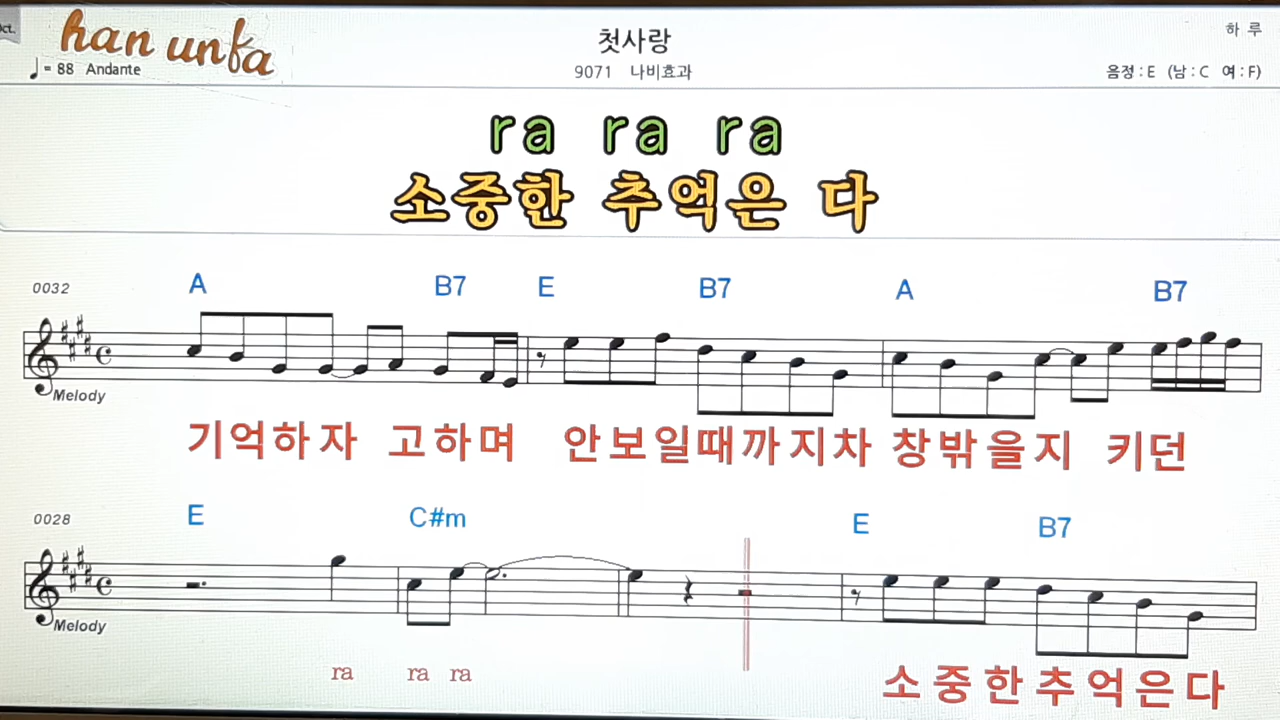 Oct.
han unfa
첫사랑
하 루
♩= 88 Andante
9071 나비효과
음정 : E (남 : C 여 : F)
ra ra ra
소중한 추억은 다
A B7 E B7 A B7
0032
Melody
기억하자 고하며 안보일때까지차 창밖을지 키던
E C#m E B7
0028
Melody
ra ra ra
소중한추억은다